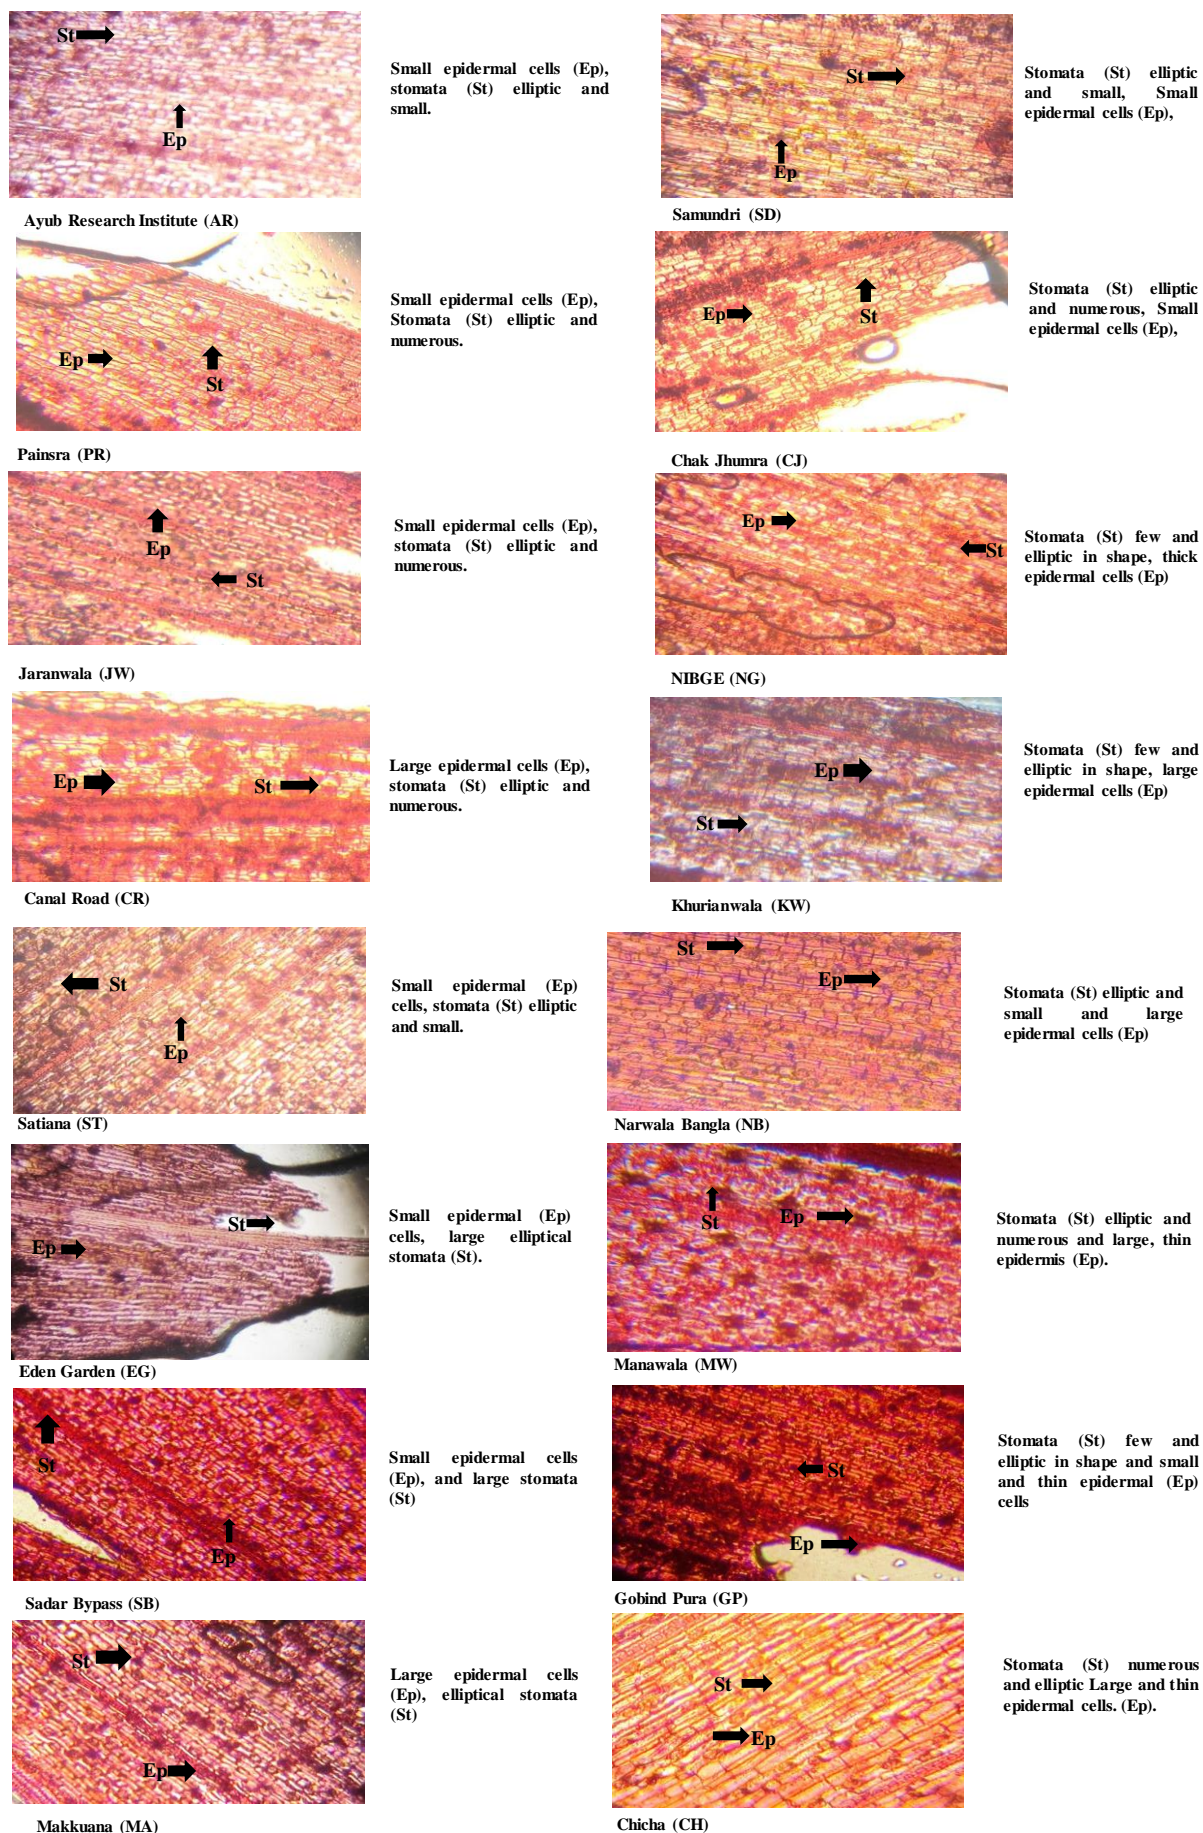 St
Ep
Small epidermal cells (Ep),
stomata (St) elliptic and
small.
Ayub Research Institute (AR)
St
Ep
Stomata (St) elliptic
and small, Small
epidermal cells (Ep),
Samundri (SD)
Ep
St
Small epidermal cells (Ep),
Stomata (St) elliptic and
numerous.
Painsra (PR)
Ep
St
Stomata (St) elliptic
and numerous, Small
epidermal cells (Ep),
Chak Jhumra (CJ)
Ep
St
Small epidermal cells (Ep),
stomata (St) elliptic and
numerous.
Jaranwala (JW)
Ep
St
Stomata (St) few and
elliptic in shape, thick
epidermal cells (Ep)
NIBGE (NG)
Ep
St
Large epidermal cells (Ep),
stomata (St) elliptic and
numerous.
Canal Road (CR)
Ep
St
Stomata (St) few and
elliptic in shape, large
epidermal cells (Ep)
Khurianwala (KW)
St
Ep
Small epidermal (Ep)
cells, stomata (St) elliptic
and small.
Satiana (ST)
St
Ep
Stomata (St) elliptic and
small and large
epidermal cells (Ep)
Narwala Bangla (NB)
St
Ep
Small epidermal (Ep)
cells, large elliptical
stomata (St).
Eden Garden (EG)
St
Ep
Stomata (St) elliptic and
numerous and large, thin
epidermis (Ep).
Manawala (MW)
St
Ep
Small epidermal cells
(Ep), and large stomata
(St)
Sadar Bypass (SB)
St
Ep
Stomata (St) few and
elliptic in shape and small
and thin epidermal (Ep)
cells
Gobind Pura (GP)
St
Ep
Large epidermal cells
(Ep), elliptical stomata
(St)
Makkuana (MA)
St
Ep
Stomata (St) numerous
and elliptic Large and thin
epidermal cells. (Ep).
Chicha (CH)